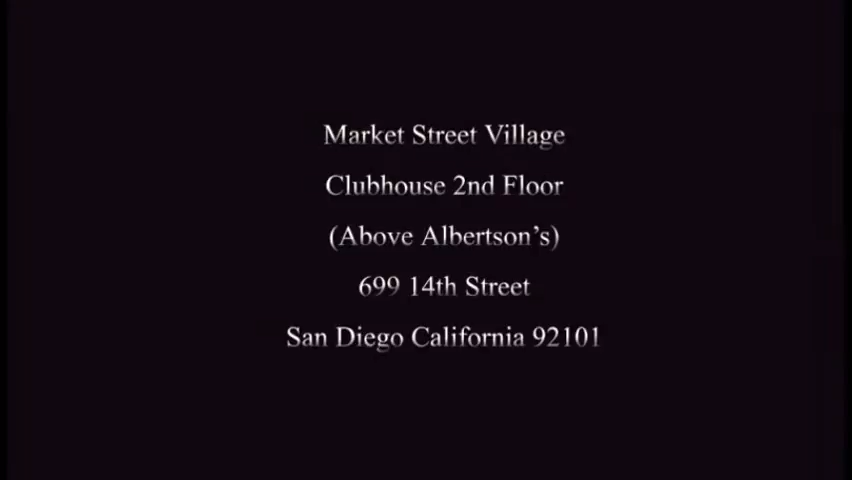 Market Street Village
Clubhouse 2nd Floor
(Above Albertson’s)
699 14th Street
San Diego California 92101